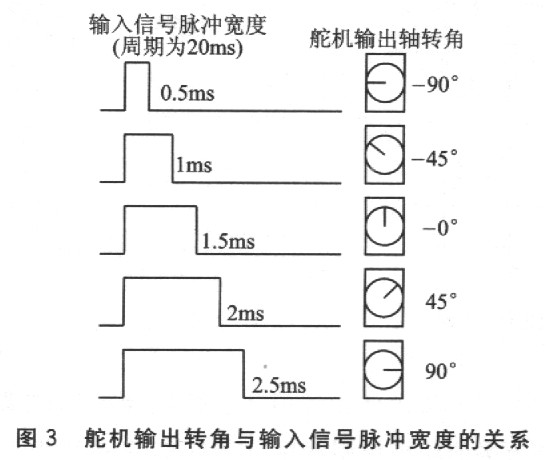 输入信号脉冲宽度
(周期为20ms)
舵机输出轴转角
0.5ms
−90°
1ms
−45°
1.5ms
−0°
2ms
45°
2.5ms
90°
图 3 舵机输出转角与输入信号脉冲宽度的关系